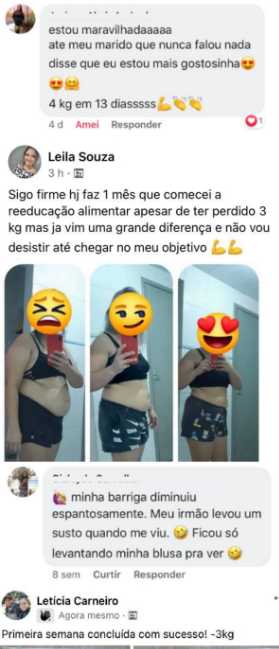 estou maravilhadaaaaa
ate meu marido que nunca falou nada
disse que eu estou mais gostosinha😍
😍🤗
4 kg em 13 diasssss💪👏👏
4 d Amei Responder 1
Leila Souza
3 h ·
Sigo firme hj faz 1 mês que comecei a
reeducação alimentar apesar de ter perdido 3
kg mas ja vim uma grande diferença e não vou
desistir até chegar no meu objetivo 💪💪
🙋 minha barriga diminuiu
espantosamente. Meu irmão levou um
susto quando me viu. 🤣 Ficou só
levantando minha blusa pra ver 🤣
8 sem Curtir Responder
Letícia Carneiro
Agora mesmo ·
Primeira semana concluída com sucesso! -3kg